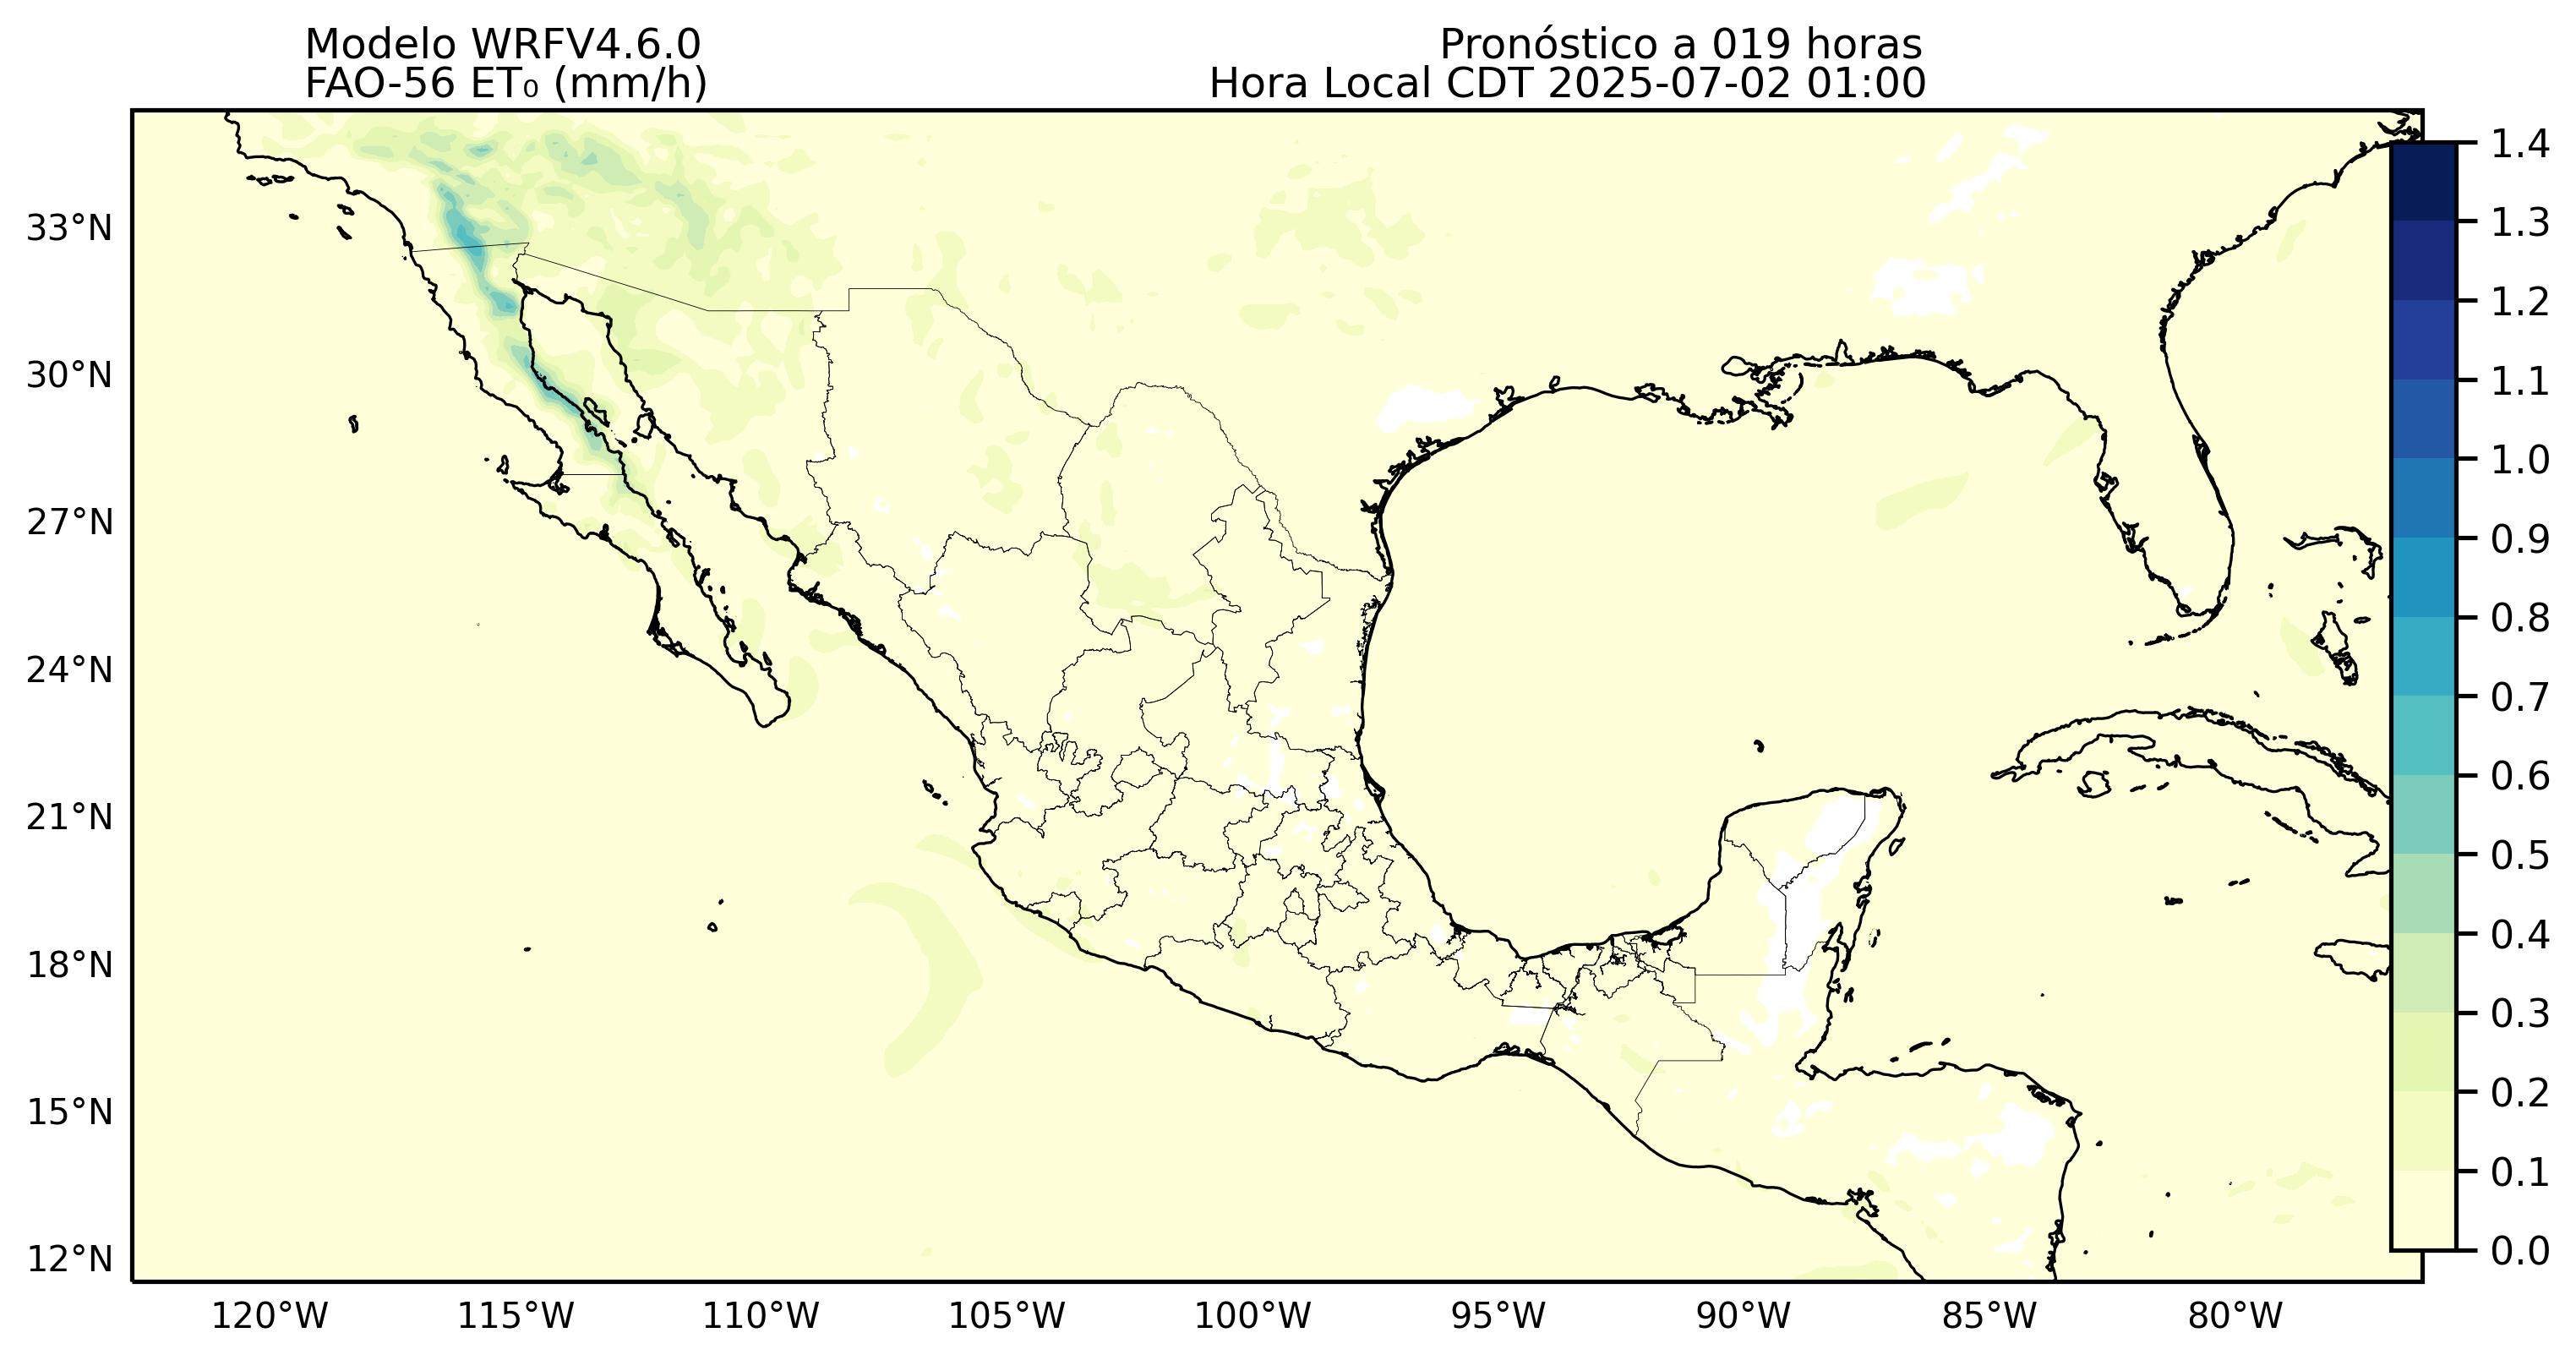 Modelo WRFV4.6.0
FAO-56 ET₀ (mm/h)
Pronóstico a 019 horas
Hora Local CDT 2025-07-02 01:00
33°N
30°N
27°N
24°N
21°N
18°N
15°N
12°N
120°W
115°W
110°W
105°W
100°W
95°W
90°W
85°W
80°W
1.4
1.3
1.2
1.1
1.0
0.9
0.8
0.7
0.6
0.5
0.4
0.3
0.2
0.1
0.0